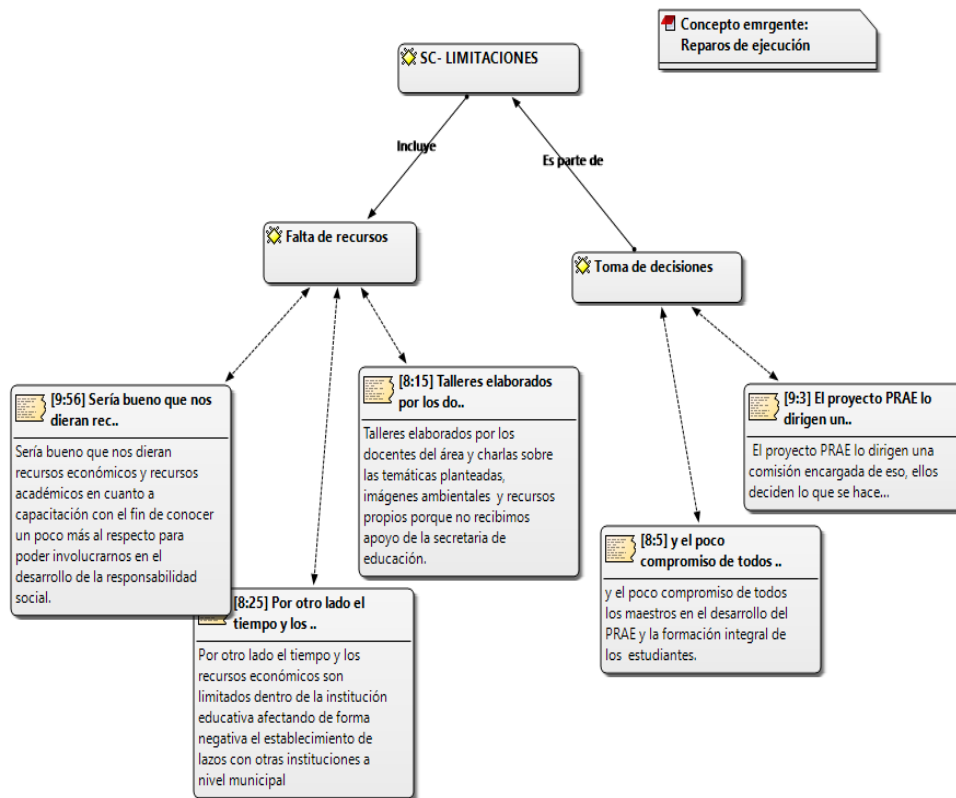 Concepto emrgente:
Reparos de ejecución
SC- LIMITACIONES
Incluye
Es parte de
Falta de recursos
Toma de decisiones
[9:56] Sería bueno que nos
dieran rec..
Sería bueno que nos dieran
recursos económicos y recursos
académicos en cuanto a
capacitación con el fin de conocer
un poco más al respecto para
poder involucrarnos en el
desarrollo de la responsabilidad
social.
[8:15] Talleres elaborados
por los do..
Talleres elaborados por los
docentes del área y charlas sobre
las temáticas planteadas,
imágenes ambientales y recursos
propios porque no recibimos
apoyo de la secretaria de
educación.
[9:3] El proyecto PRAE lo
dirigen un..
El proyecto PRAE lo dirigen una
comisión encargada de eso, ellos
deciden lo que se hace...
[8:25] Por otro lado el
tiempo y los ..
Por otro lado el tiempo y los
recursos económicos son
limitados dentro de la institución
educativa afectando de forma
negativa el establecimiento de
lazos con otras instituciones a
nivel municipal
[8:5] y el poco
compromiso de todos ..
y el poco compromiso de todos
los maestros en el desarrollo del
PRAE y la formación integral de
los estudiantes.